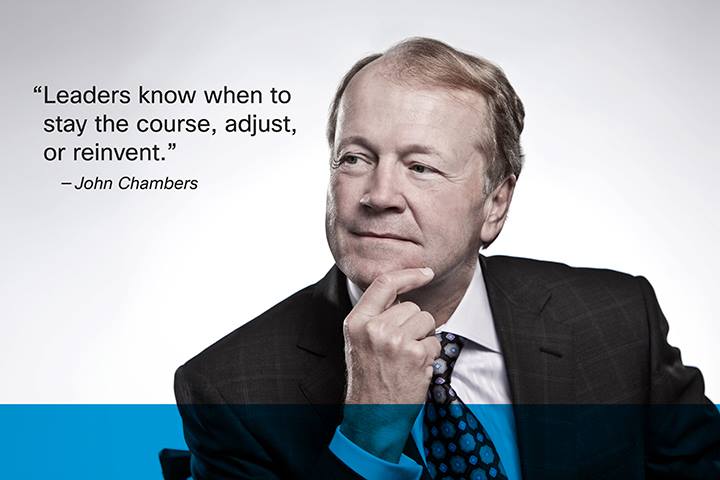 “Leaders know when to
stay the course, adjust,
or reinvent.”
– John Chambers